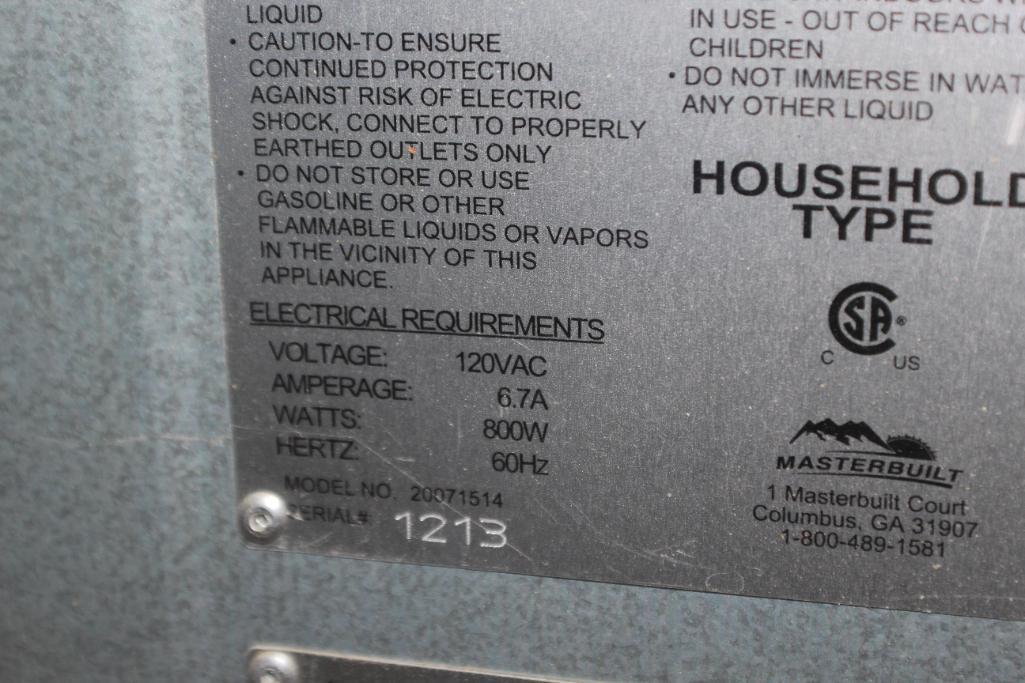 LIQUID
• CAUTION-TO ENSURE
CONTINUED PROTECTION
AGAINST RISK OF ELECTRIC
SHOCK, CONNECT TO PROPERLY
EARTHED OUTLETS ONLY
• DO NOT STORE OR USE
GASOLINE OR OTHER
FLAMMABLE LIQUIDS OR VAPORS
IN THE VICINITY OF THIS
APPLIANCE.
ELECTRICAL REQUIREMENTS
VOLTAGE: 120VAC
AMPERAGE: 6.7A
WATTS: 800W
HERTZ: 60Hz
MODEL NO. 20071514
SERIAL# 1213
IN USE - OUT OF REACH
CHILDREN
• DO NOT IMMERSE IN WAT
ANY OTHER LIQUID
HOUSEHOLD
TYPE
SA ®
C US
MASTERBUILT
1 Masterbuilt Court
Columbus, GA 31907
1-800-489-1581